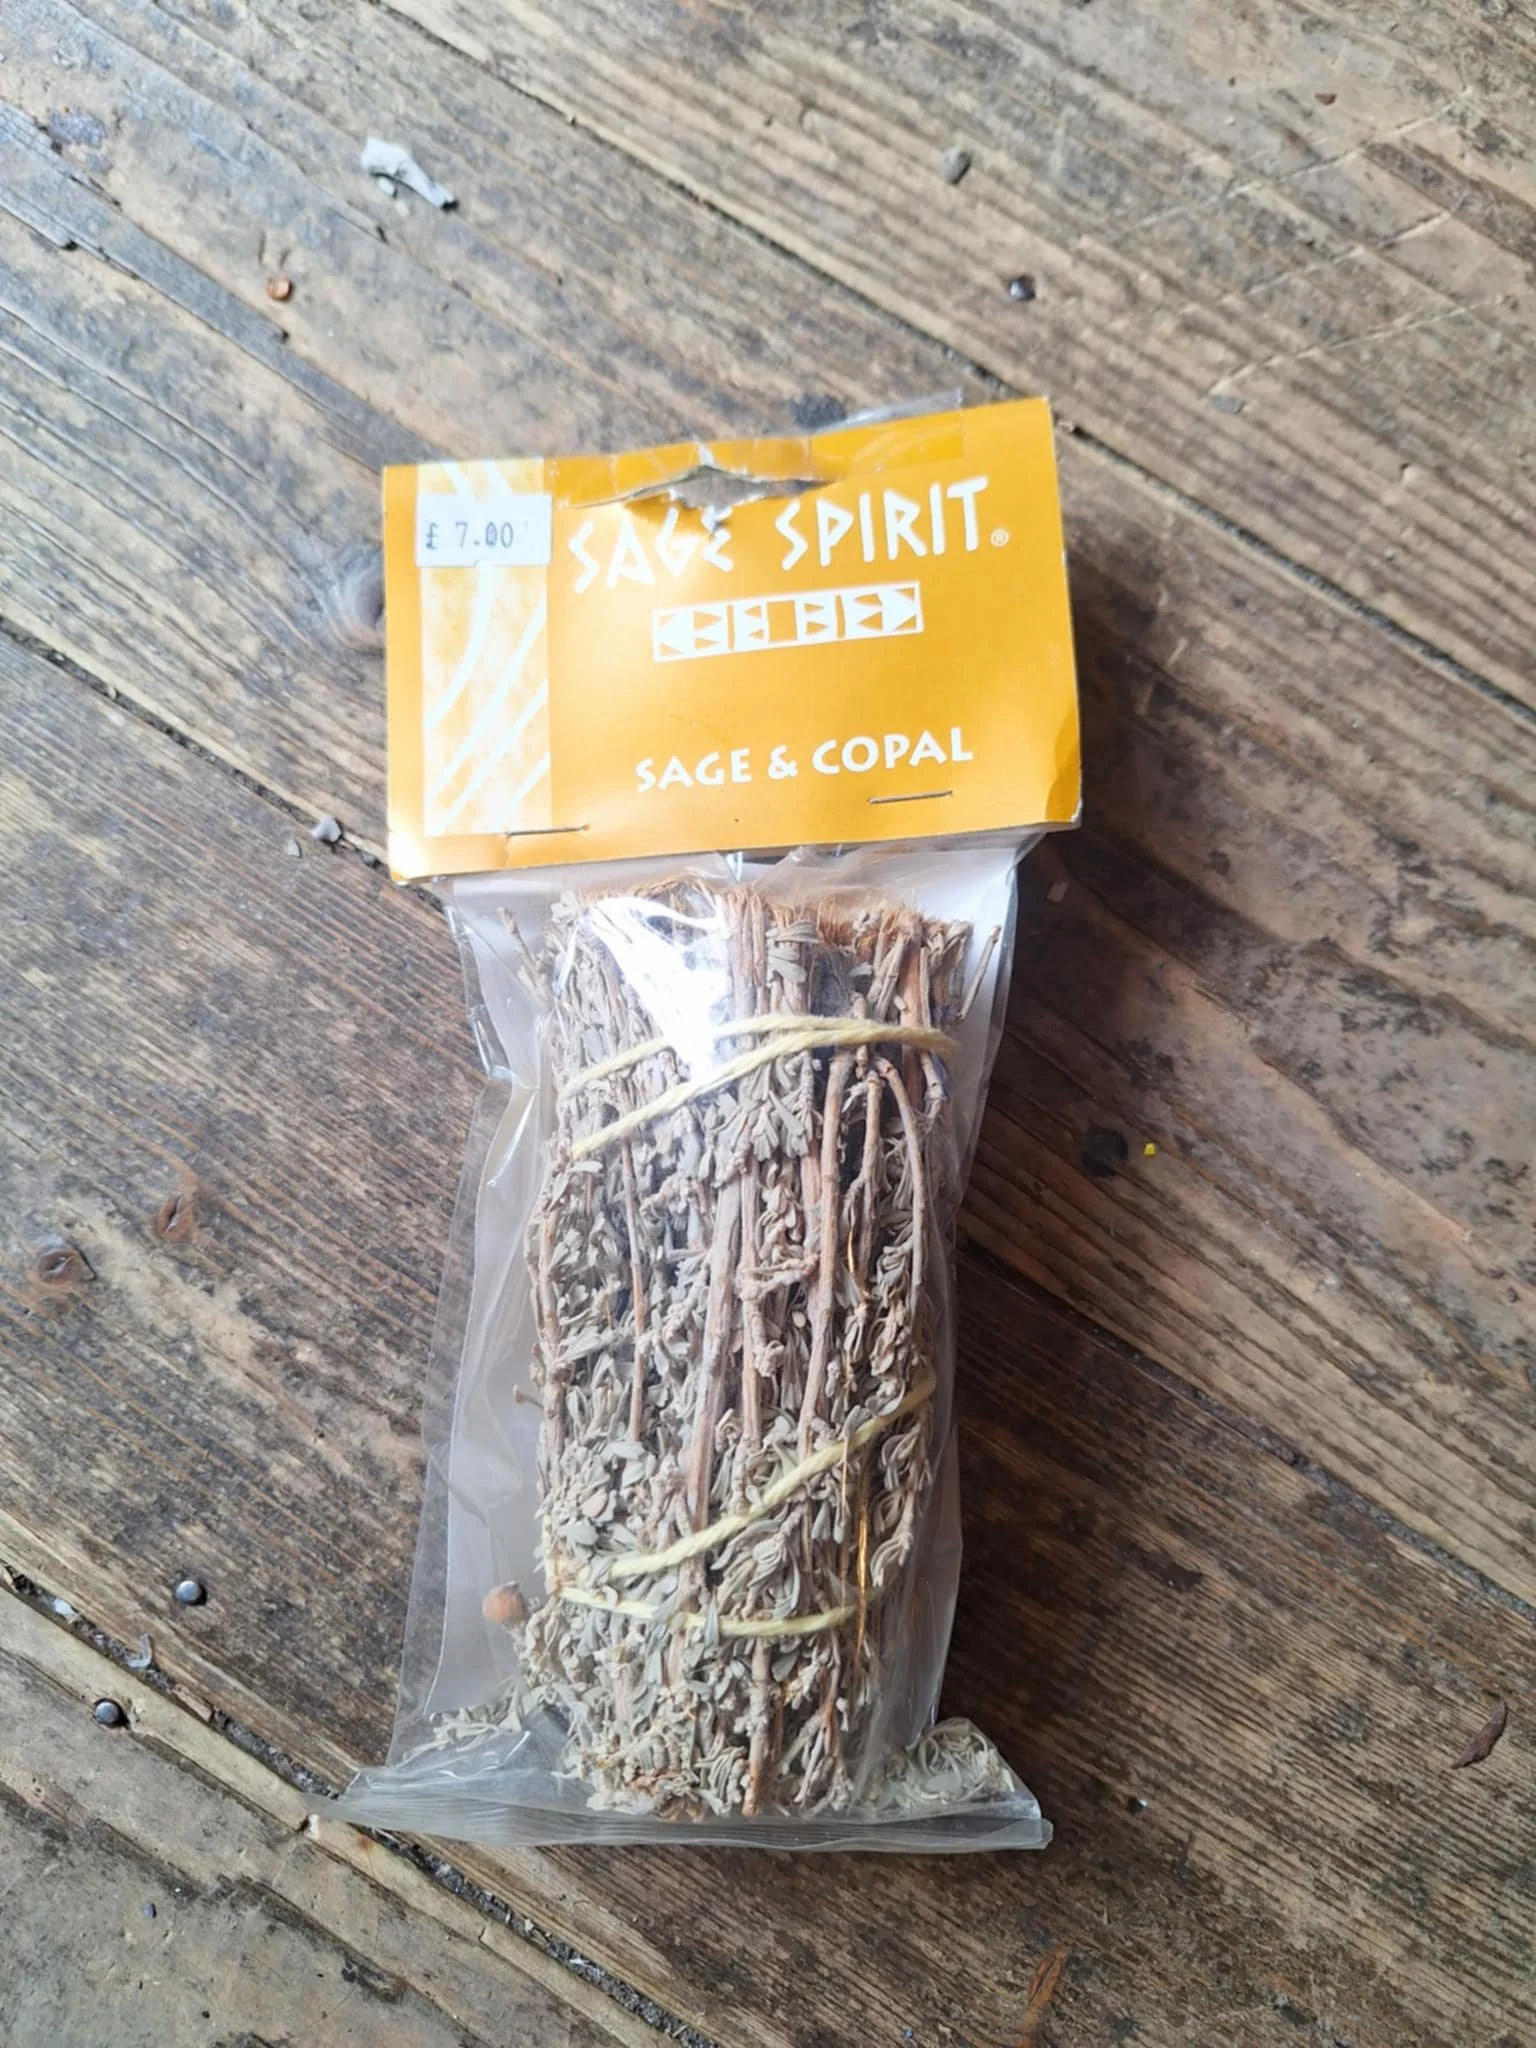 £ 7.00
SAGE SPIRIT®
SAGE & COPAL